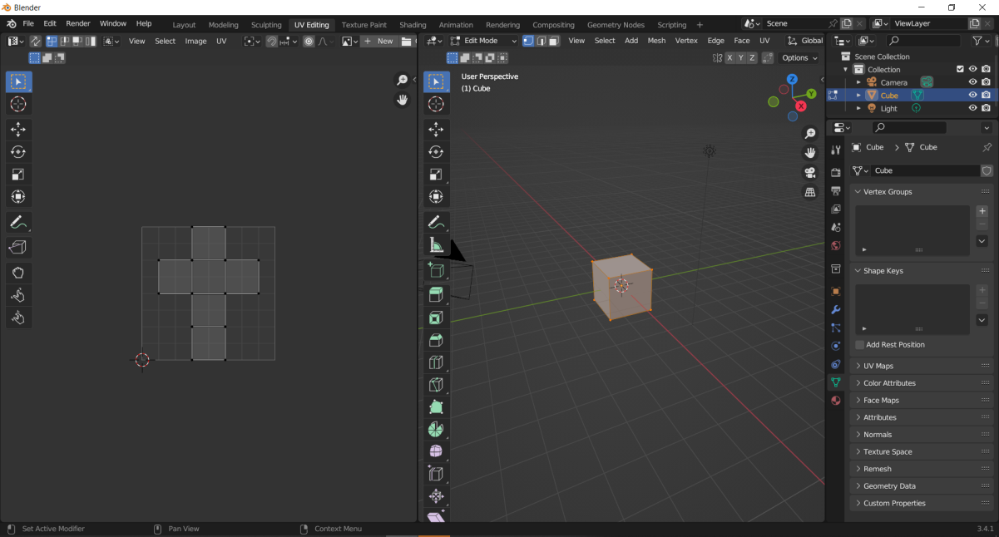 Blender
File Edit Render Window Help Layout Modeling Sculpting UV Editing Texture Paint Shading Animation Rendering Compositing Geometry Nodes Scripting + Scene ViewLayer
View Select Image UV + New
Edit Mode View Select Add Mesh Vertex Edge Face UV Global
X Y Z Options
User Perspective
(1) Cube
Z
Y
X
Scene Collection
Collection
Camera
Cube
Light
Cube > Cube
Cube
Vertex Groups
Shape Keys
Add Rest Position
UV Maps
Color Attributes
Face Maps
Attributes
Normals
Texture Space
Remesh
Geometry Data
Custom Properties
Set Active Modifier Pan View Context Menu 3.4.1